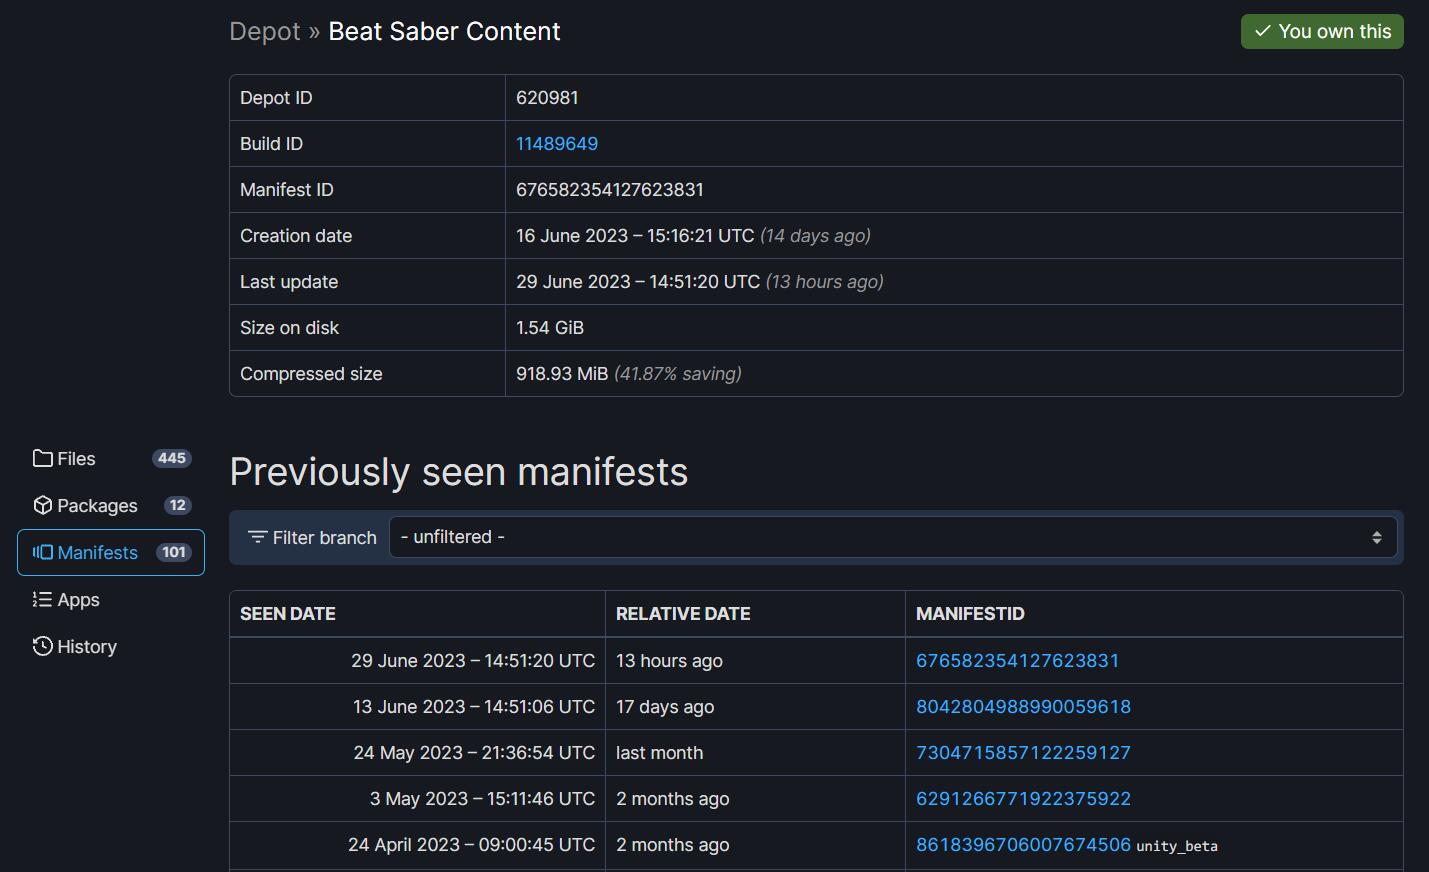 Depot » Beat Saber Content
You own this
Depot ID 620981
Build ID 11489649
Manifest ID 676582354127623831
Creation date 16 June 2023 – 15:16:21 UTC (14 days ago)
Last update 29 June 2023 – 14:51:20 UTC (13 hours ago)
Size on disk 1.54 GiB
Compressed size 918.93 MiB (41.87% saving)
Files 445
Packages 12
Manifests 101
Apps
History
Previously seen manifests
Filter branch - unfiltered -
SEEN DATE RELATIVE DATE MANIFESTID
29 June 2023 – 14:51:20 UTC 13 hours ago 676582354127623831
13 June 2023 – 14:51:06 UTC 17 days ago 8042804988990059618
24 May 2023 – 21:36:54 UTC last month 7304715857122259127
3 May 2023 – 15:11:46 UTC 2 months ago 6291266771922375922
24 April 2023 – 09:00:45 UTC 2 months ago 8618396706007674506 unity_beta